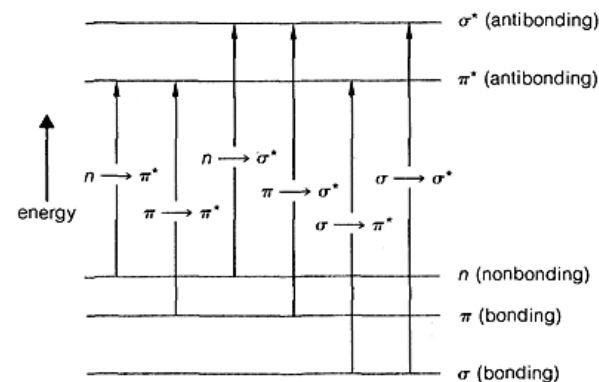 σ* (antibonding)
π* (antibonding)
n → σ*
n → π*
σ → σ*
π → σ*
energy
π → π*
σ → π*
n (nonbonding)
π (bonding)
σ (bonding)